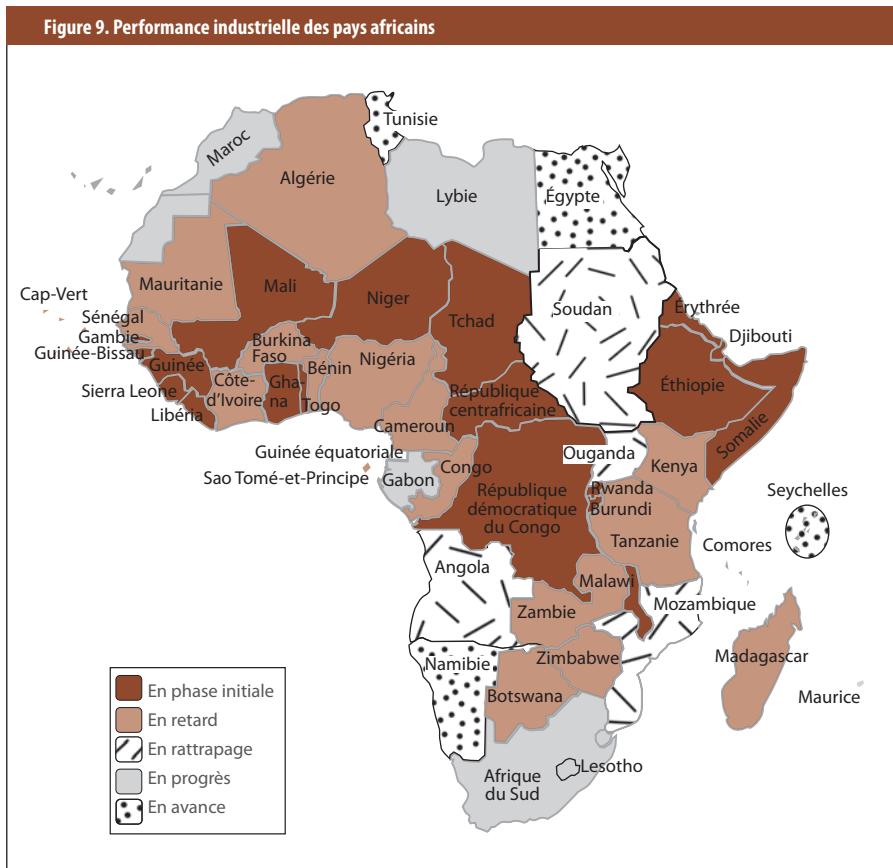 Figure 9. Performance industrielle des pays africains
Tunisie
Maroc
Algérie
Lybie
Égypte
Mauritanie
Mali
Niger
Tchad
Soudan
Érythrée
Djibouti
Cap-Vert
Sénégal
Gambie
Guinée-Bissau
Guinée
Sierra Leone
Libéria
Côte-
d'Ivoire
Burkina
Faso
Gha-
na
Togo
Bénin
Nigéria
Cameroun
République
centrafricaine
Éthiopie
Somalie
Guinée équatoriale
Sao Tomé-et-Principe
Gabon
Congo
République
démocratique
du Congo
Ouganda
Kenya
Rwanda
Burundi
Tanzanie
Seychelles
Comores
Angola
Malawi
Zambie
Mozambique
Namibie
Zimbabwe
Botswana
Madagascar
Maurice
Afrique
du Sud
Lesotho
En phase initiale
En retard
En rattrapage
En progrès
En avance